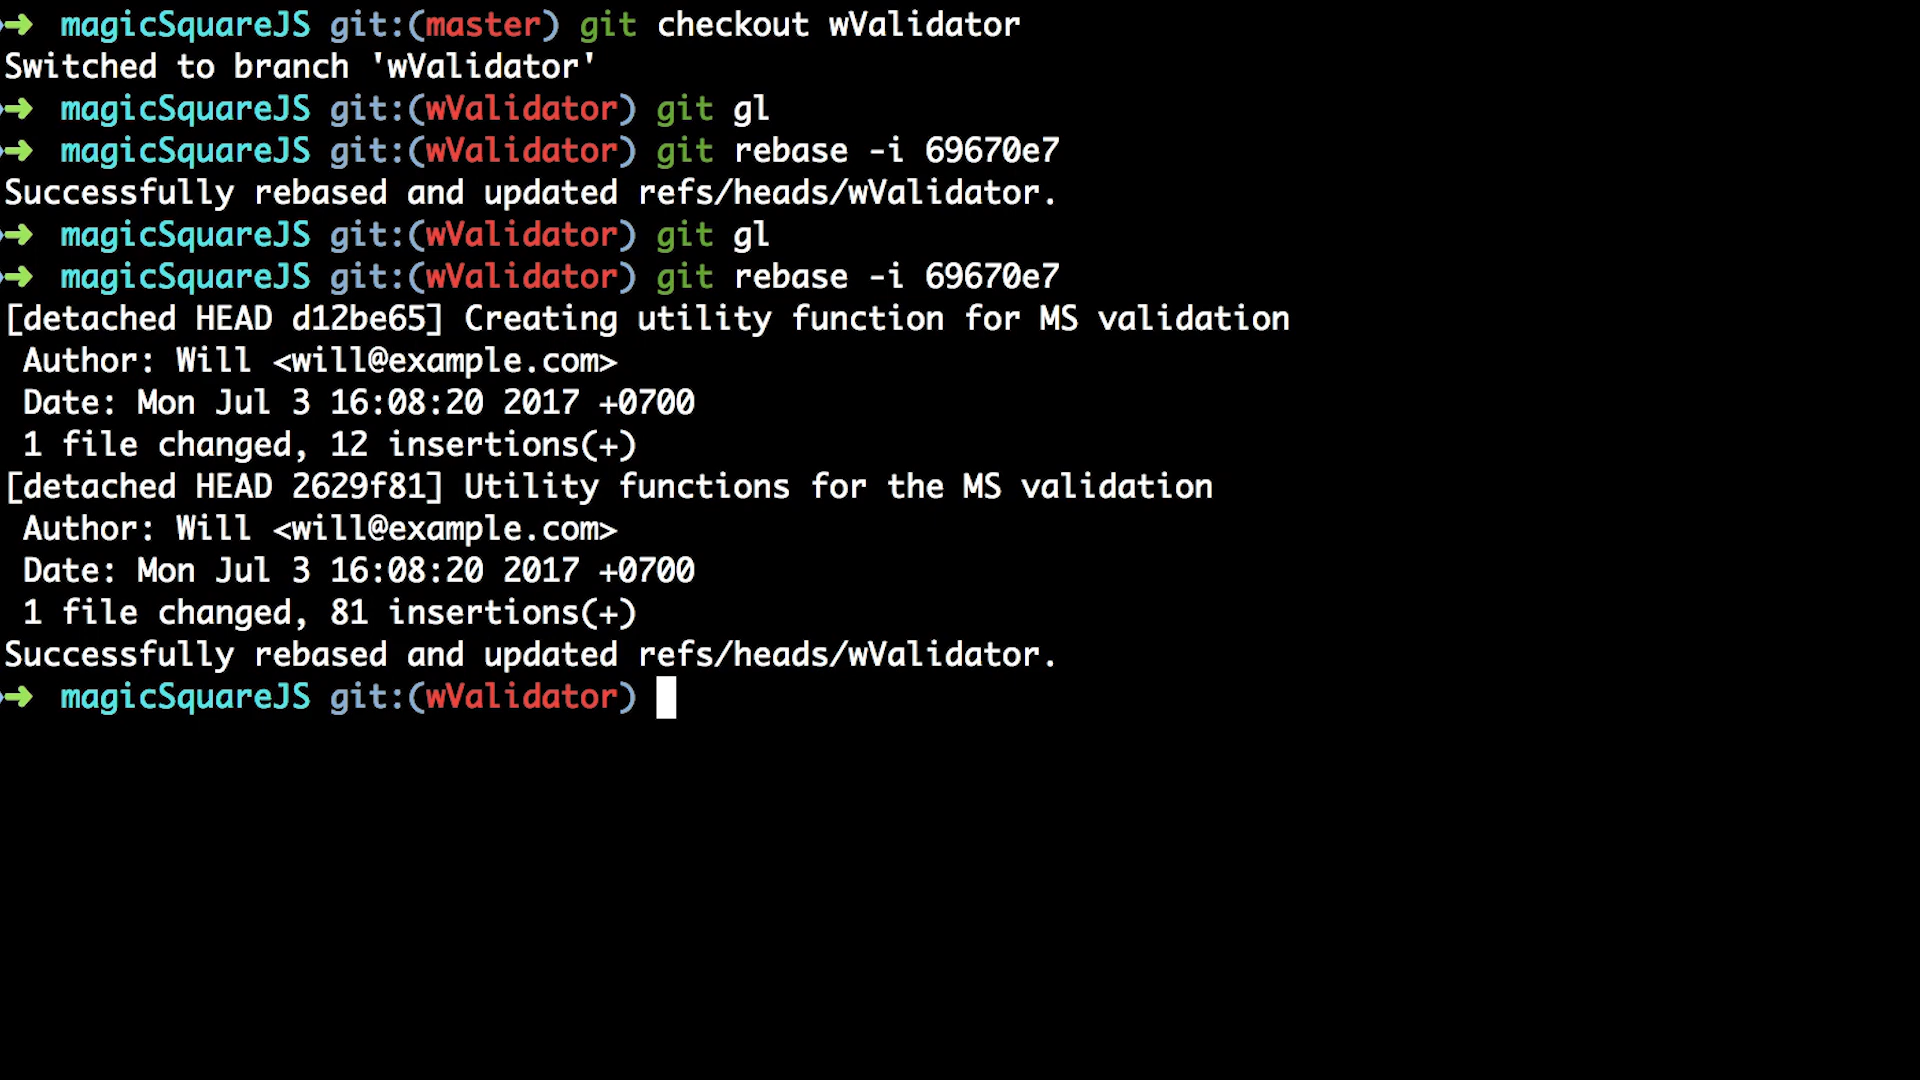 ➜ magicSquareJS git:(master) git checkout wValidator
Switched to branch 'wValidator'
➜ magicSquareJS git:(wValidator) git gl
➜ magicSquareJS git:(wValidator) git rebase -i 69670e7
Successfully rebased and updated refs/heads/wValidator.
➜ magicSquareJS git:(wValidator) git gl
➜ magicSquareJS git:(wValidator) git rebase -i 69670e7
[detached HEAD d12be65] Creating utility function for MS validation
Author: Will <will@example.com>
Date: Mon Jul 3 16:08:20 2017 +0700
1 file changed, 12 insertions(+)
[detached HEAD 2629f81] Utility functions for the MS validation
Author: Will <will@example.com>
Date: Mon Jul 3 16:08:20 2017 +0700
1 file changed, 81 insertions(+)
Successfully rebased and updated refs/heads/wValidator.
➜ magicSquareJS git:(wValidator)